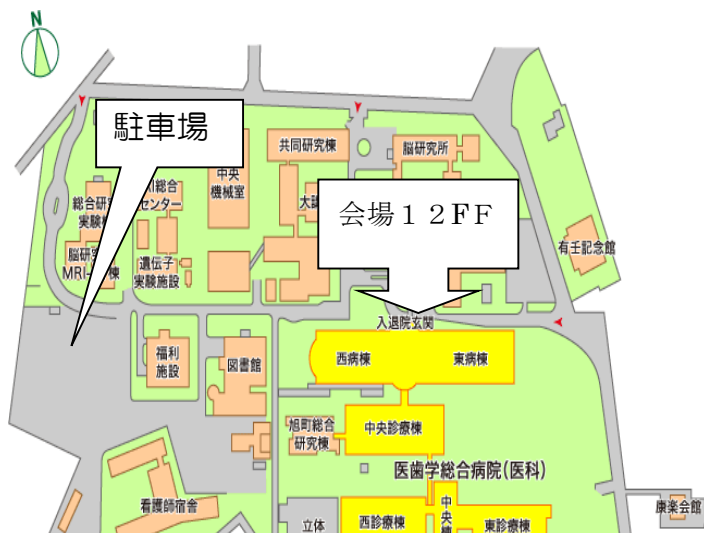 N
駐車場
共同研究棟
脳研究所
中央
機械室
総合研究
実験棟
総合
センター
会場１２FF
有壬記念館
脳研究
MRI
棟
遺伝子
実験施設
入退院玄関
福利
施設
図書館
西病棟
東病棟
旭町総合
研究棟
中央診療棟
医歯学総合病院(医科)
看護師宿舎
立体
西診療棟
中央棟
東診療棟
康楽会館